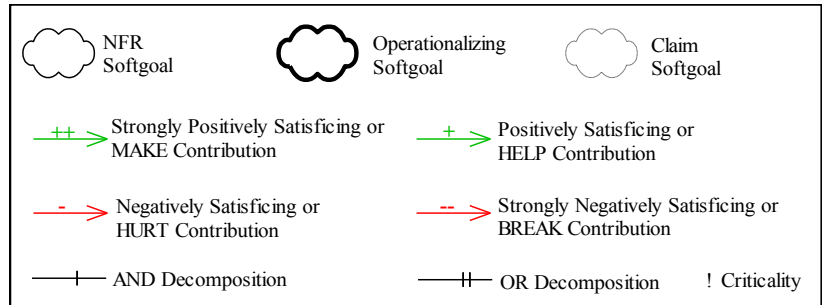 NFR
Softgoal
Operationalizing
Softgoal
Claim
Softgoal
++
Strongly Positively Satisficing or
MAKE Contribution
+
Positively Satisficing or
HELP Contribution
-
Negatively Satisficing or
HURT Contribution
--
Strongly Negatively Satisficing or
BREAK Contribution
AND Decomposition
OR Decomposition
! Criticality